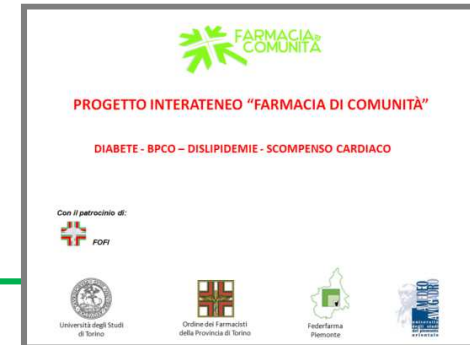 FARMACIA DI
COMUNITÀ
PROGETTO INTERATENEO “FARMACIA DI COMUNITÀ”
DIABETE - BPCO – DISLIPIDEMIE - SCOMPENSO CARDIACO
Con il patrocinio di:
FOFI
Università degli Studi
di Torino
Ordine dei Farmacisti
della Provincia di Torino
Federfarma
Piemonte
AVOGADRO